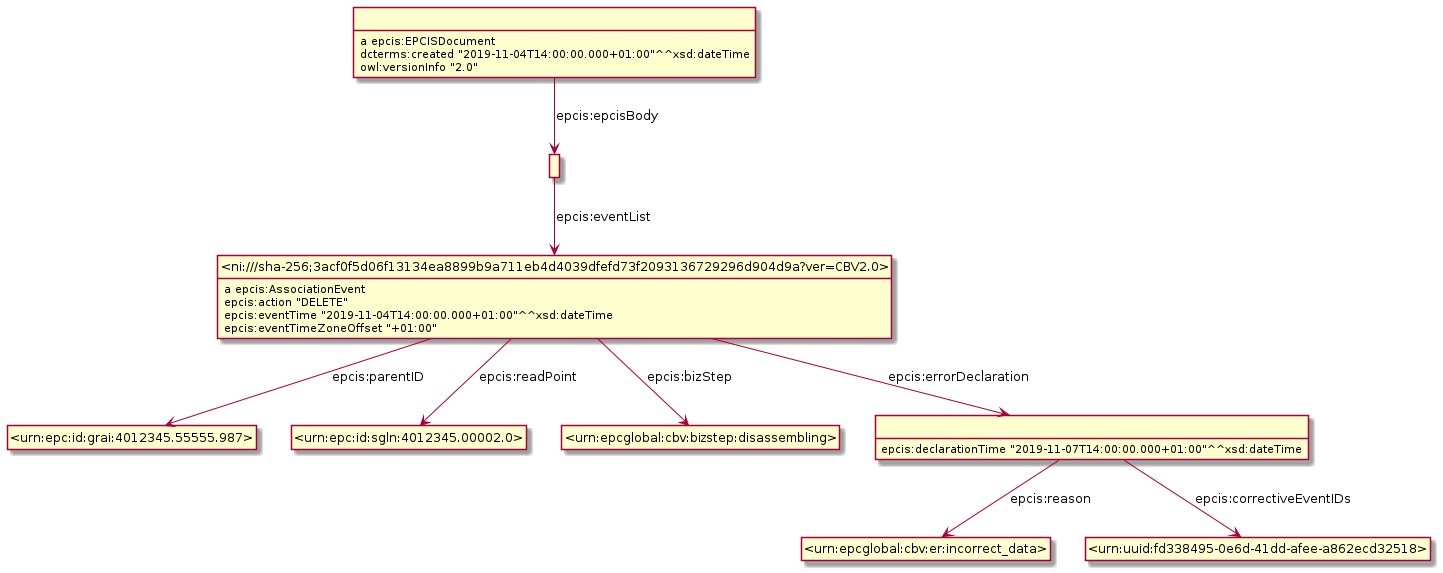 a epcis:EPCISDocument
dcterms:created "2019-11-04T14:00:00.000+01:00"^^xsd:dateTime
owl:versionInfo "2.0"
epcis:epcisBody
epcis:eventList
<ni:///sha-256;3acf0f5d06f13134ea8899b9a711eb4d4039dfefd73f2093136729296d904d9a?ver=CBV2.0>
a epcis:AssociationEvent
epcis:action "DELETE"
epcis:eventTime "2019-11-04T14:00:00.000+01:00"^^xsd:dateTime
epcis:eventTimeZoneOffset "+01:00"
epcis:parentID
epcis:readPoint
epcis:bizStep
epcis:errorDeclaration
<urn:epc:id:grai:4012345.55555.987>
<urn:epc:id:sgln:4012345.00002.0>
<urn:epcglobal:cbv:bizstep:disassembling>
epcis:declarationTime "2019-11-07T14:00:00.000+01:00"^^xsd:dateTime
epcis:reason
epcis:correctiveEventIDs
<urn:epcglobal:cbv:er:incorrect_data>
<urn:uuid:fd338495-0e6d-41dd-afee-a862ecd32518>